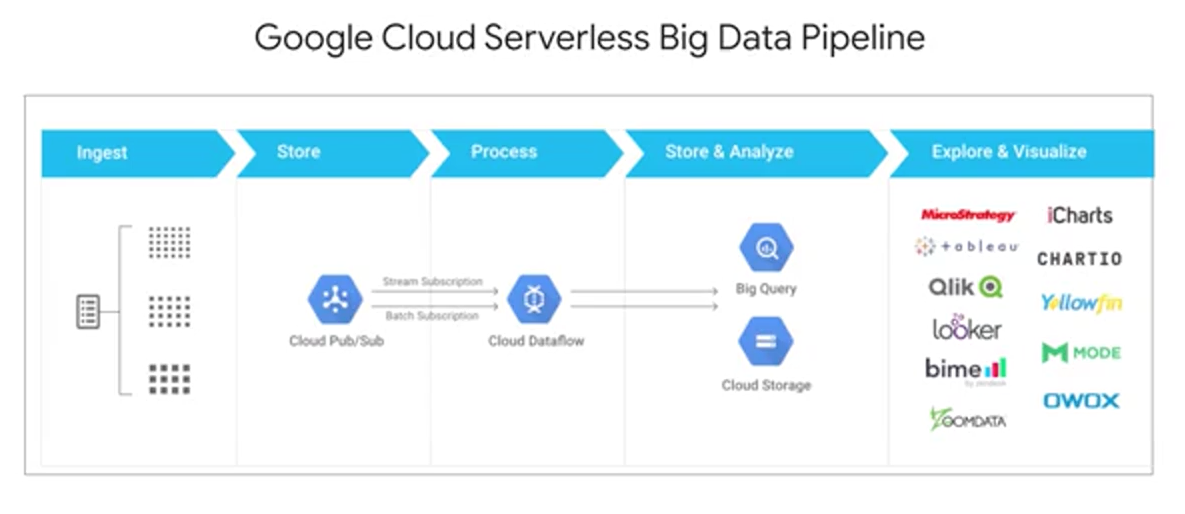 Google Cloud Serverless Big Data Pipeline
Ingest
Store
Process
Store & Analyze
Explore & Visualize
Stream Subscription
Batch Subscription
Cloud Pub/Sub
Cloud Dataflow
Big Query
Cloud Storage
MicroStrategy
iCharts
+ableau
CHARTIO
Qlik
Yellowfin
looker
MODE
bime
by zendesk
OWOX
ZOOMDATA